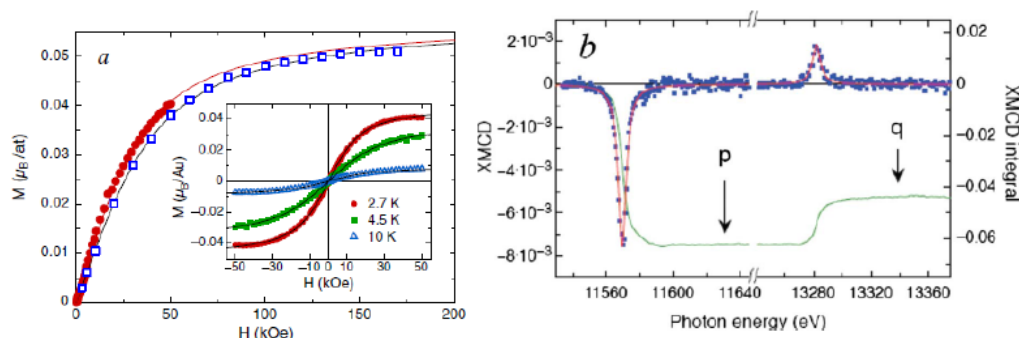 a
M (μB /at)
0.05
0.04
0.03
0.02
0.01
0
0 50 100 150 200
H (kOe)
M (μB/Au)
0.04
0.02
0
−0.02
−0.04
2.7 K
4.5 K
10 K
−50 −30 −10 0 10 30 50
H (kOe)
b
XMCD
2·10⁻³
0
−2·10⁻³
−4·10⁻³
−6·10⁻³
−8·10⁻³
p
q
0.02
0.00
−0.02
−0.04
−0.06
XMCD integral
11560 11600 11640 13280 13320 13360
Photon energy (eV)